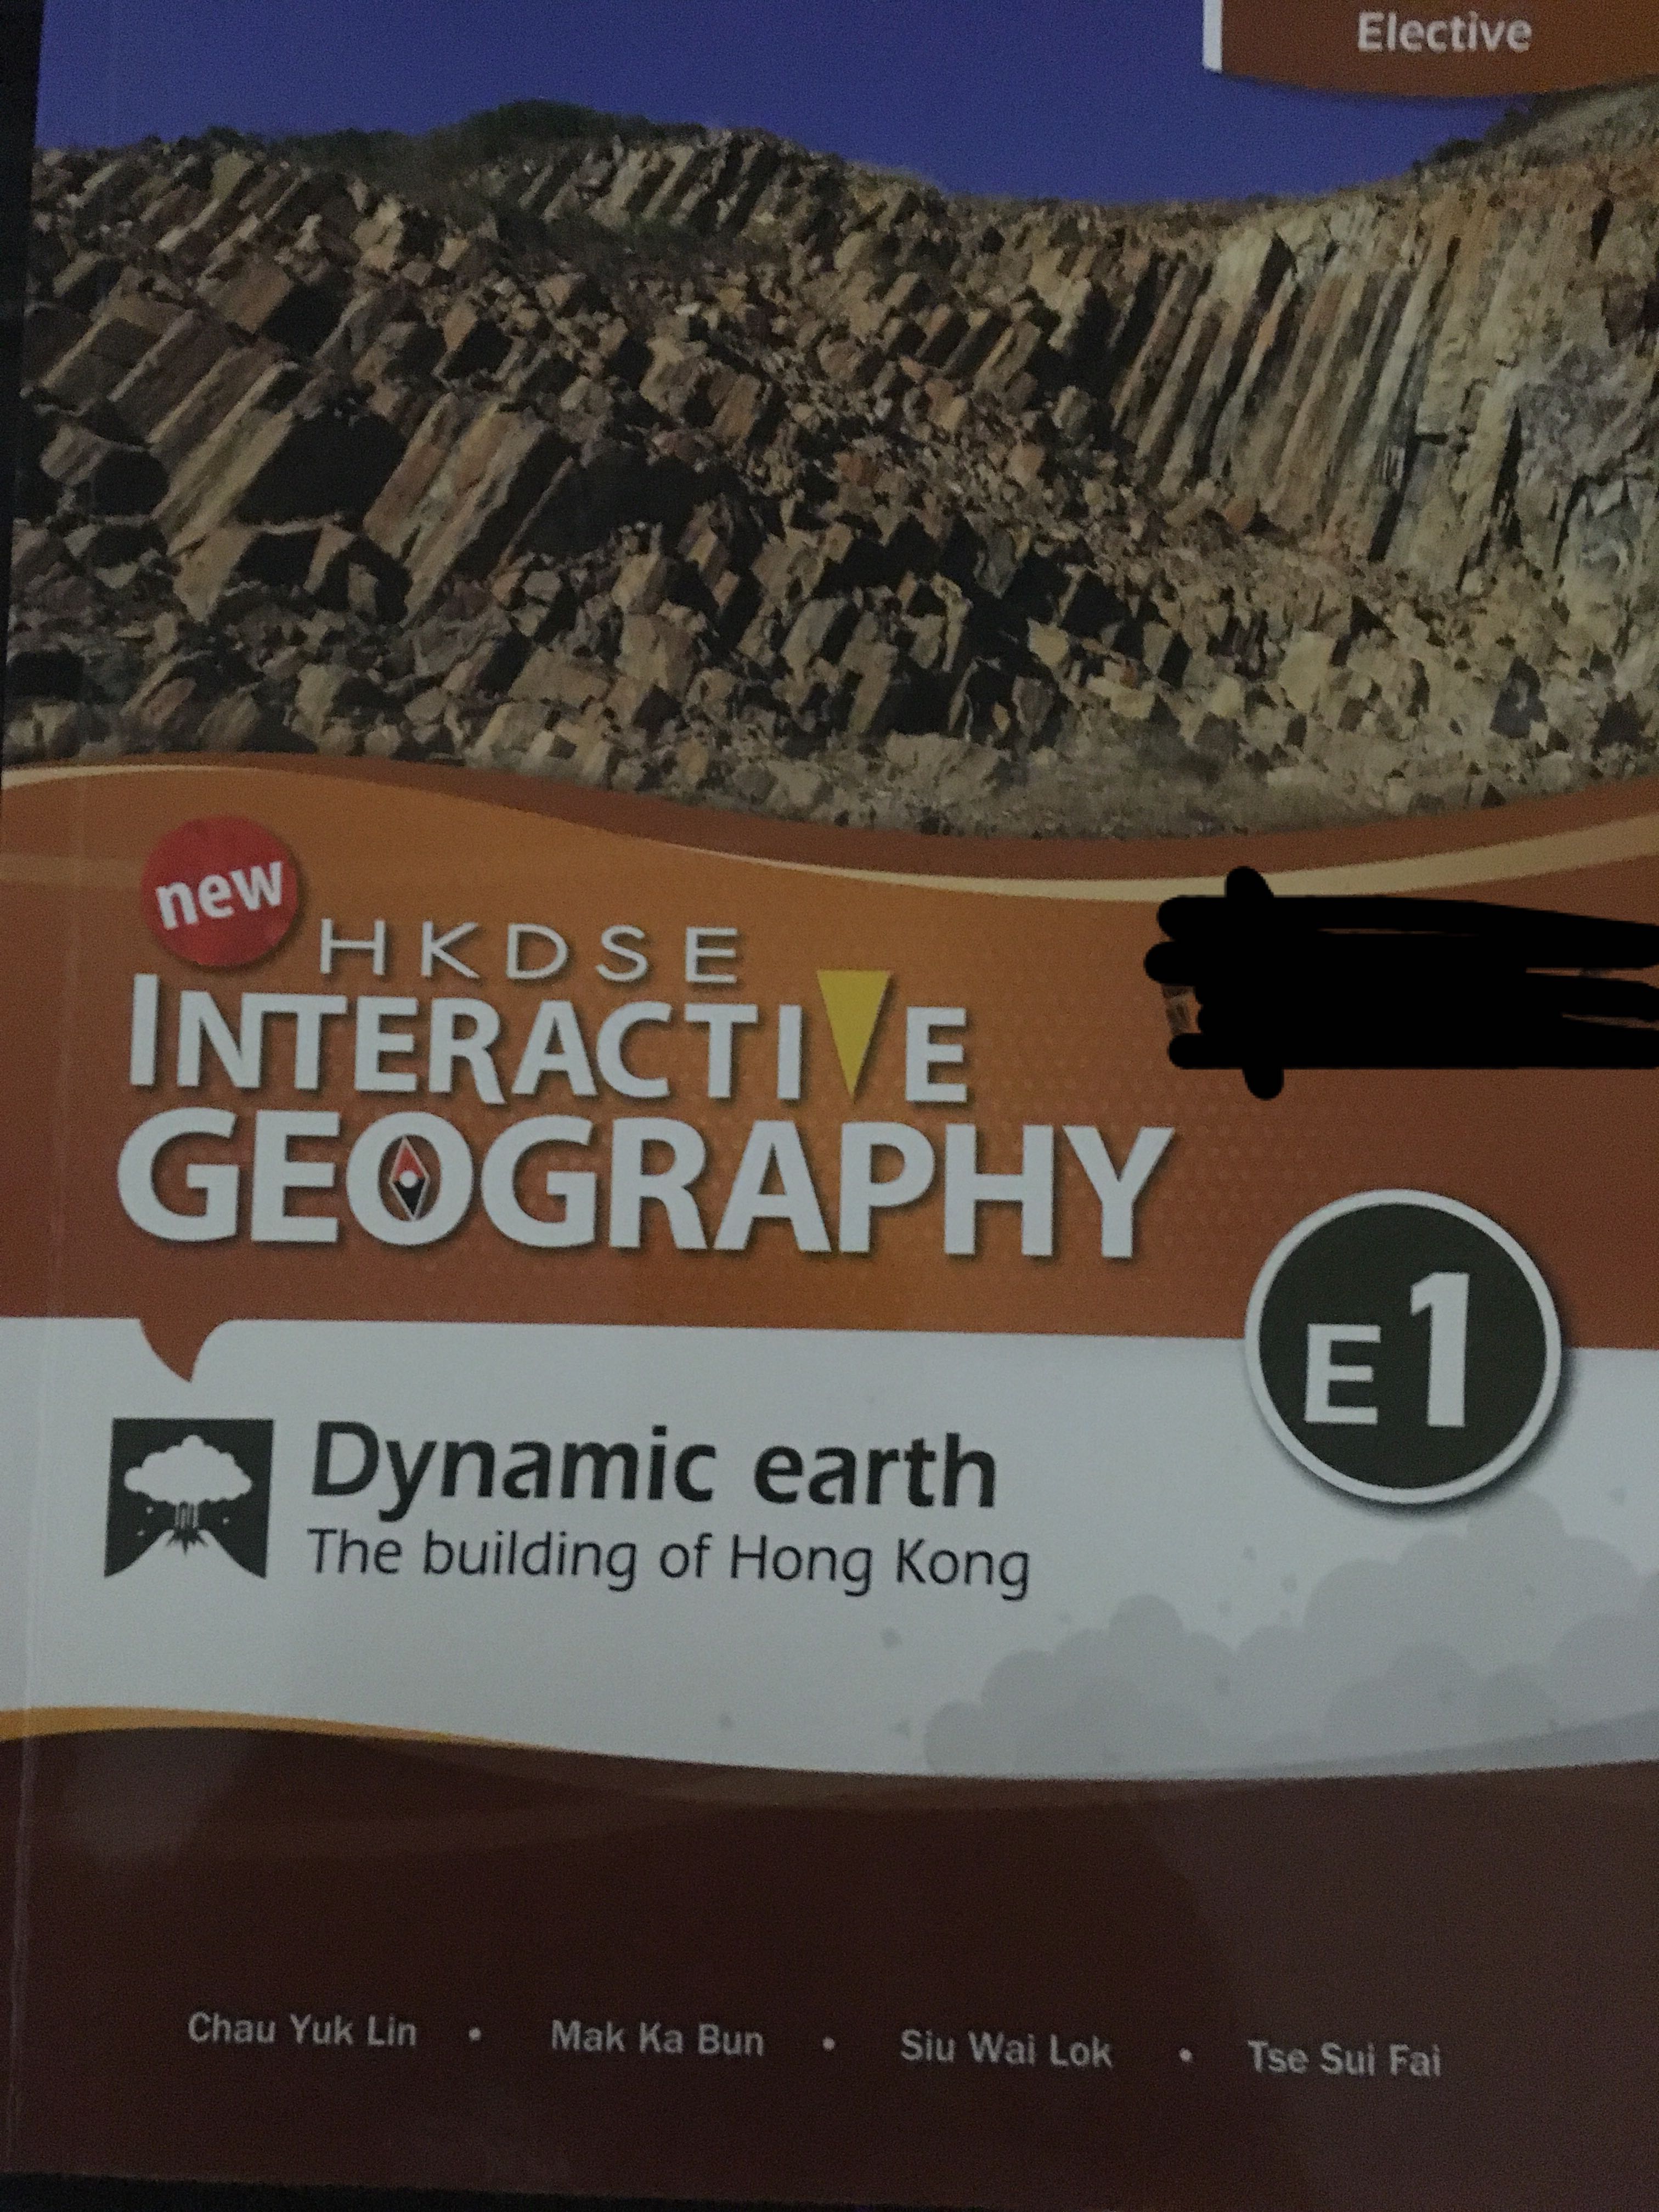 Elective
new
HKDSE
INTERACTIVE
GEOGRAPHY
E1
Dynamic earth
The building of Hong Kong
Chau Yuk Lin • Mak Ka Bun • Siu Wai Lok • Tse Sui Fai